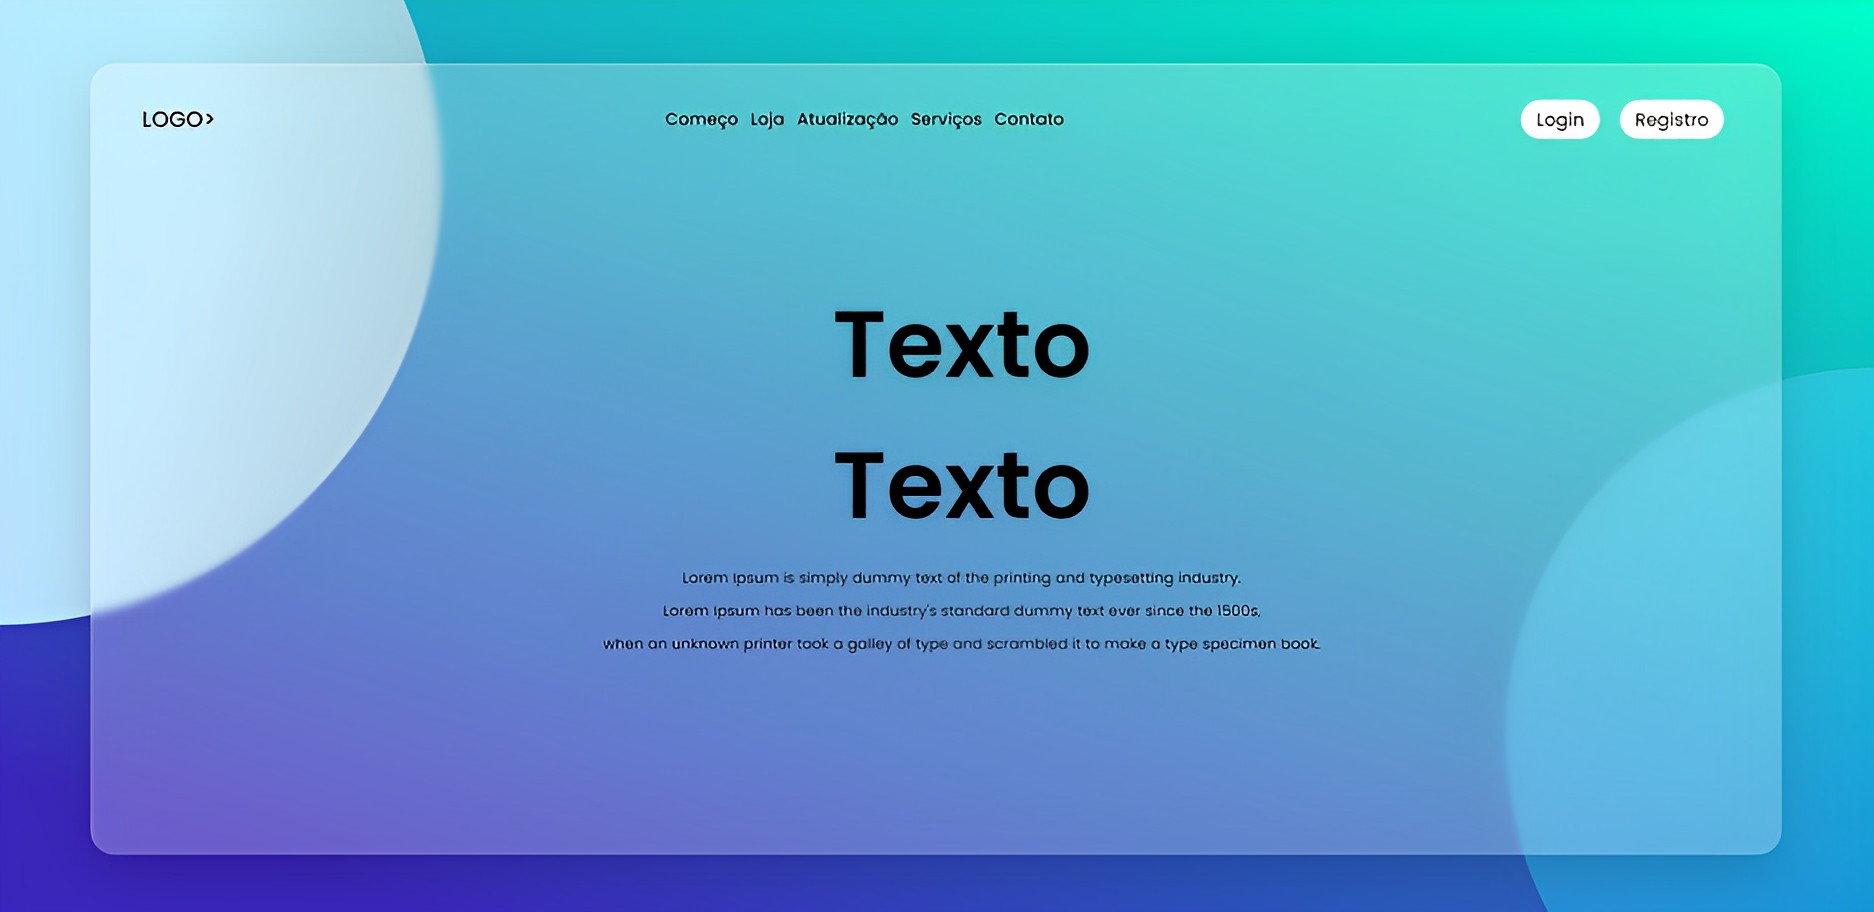 LOGO>
Começo Loja Atualização Serviços Contato
Login Registro
Texto
Texto
Lorem Ipsum is simply dummy text of the printing and typesetting industry.
Lorem Ipsum has been the industry's standard dummy text ever since the 1500s,
when an unknown printer took a galley of type and scrambled it to make a type specimen book.